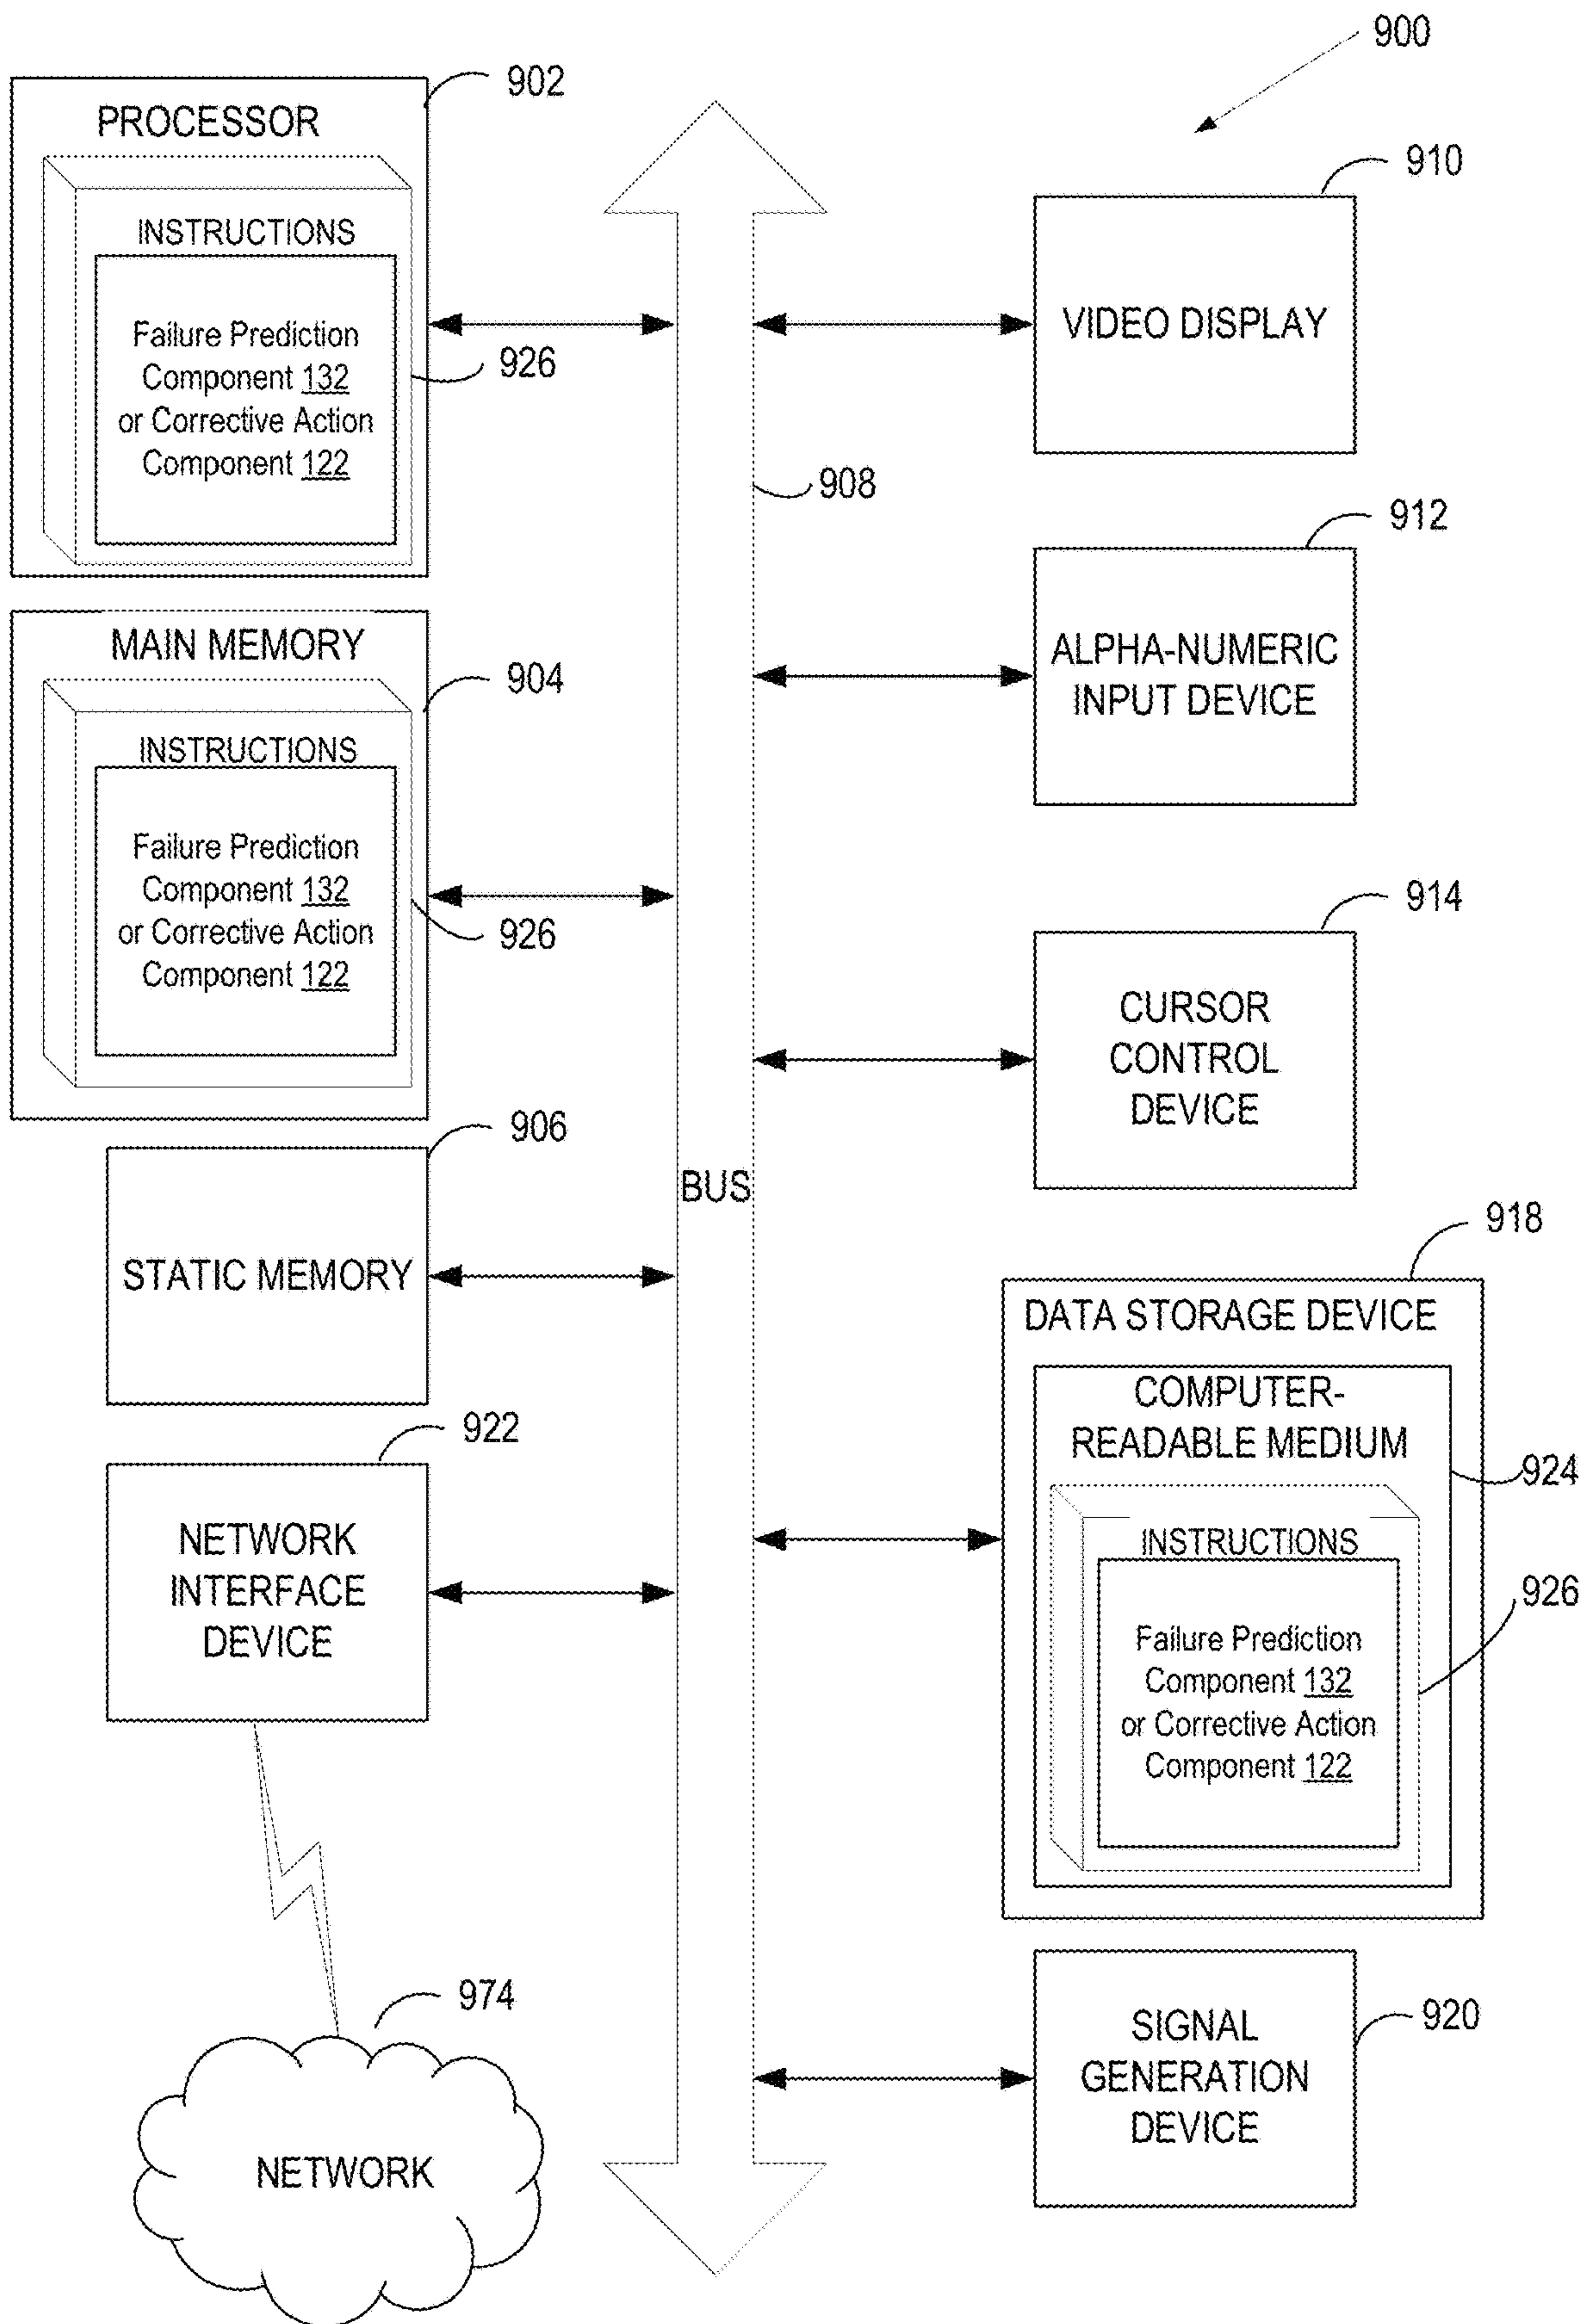 900
902
PROCESSOR
INSTRUCTIONS
Failure Prediction
Component 132
or Corrective Action
Component 122
926
MAIN MEMORY
904
INSTRUCTIONS
Failure Prediction
Component 132
or Corrective Action
Component 122
926
906
STATIC MEMORY
922
NETWORK
INTERFACE
DEVICE
974
NETWORK
908
BUS
910
VIDEO DISPLAY
912
ALPHA-NUMERIC
INPUT DEVICE
914
CURSOR
CONTROL
DEVICE
918
DATA STORAGE DEVICE
COMPUTER-
READABLE MEDIUM
924
INSTRUCTIONS
926
Failure Prediction
Component 132
or Corrective Action
Component 122
SIGNAL
GENERATION
DEVICE
920